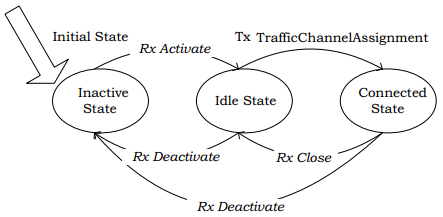 Initial State
Rx Activate
Tx TrafficChannelAssignment
Inactive
State
Idle State
Connected
State
Rx Deactivate
Rx Close
Rx Deactivate